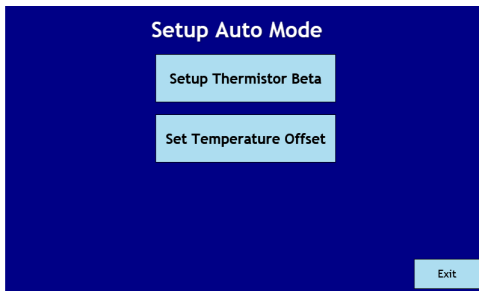 Setup Auto Mode
Setup Thermistor Beta
Set Temperature Offset
Exit